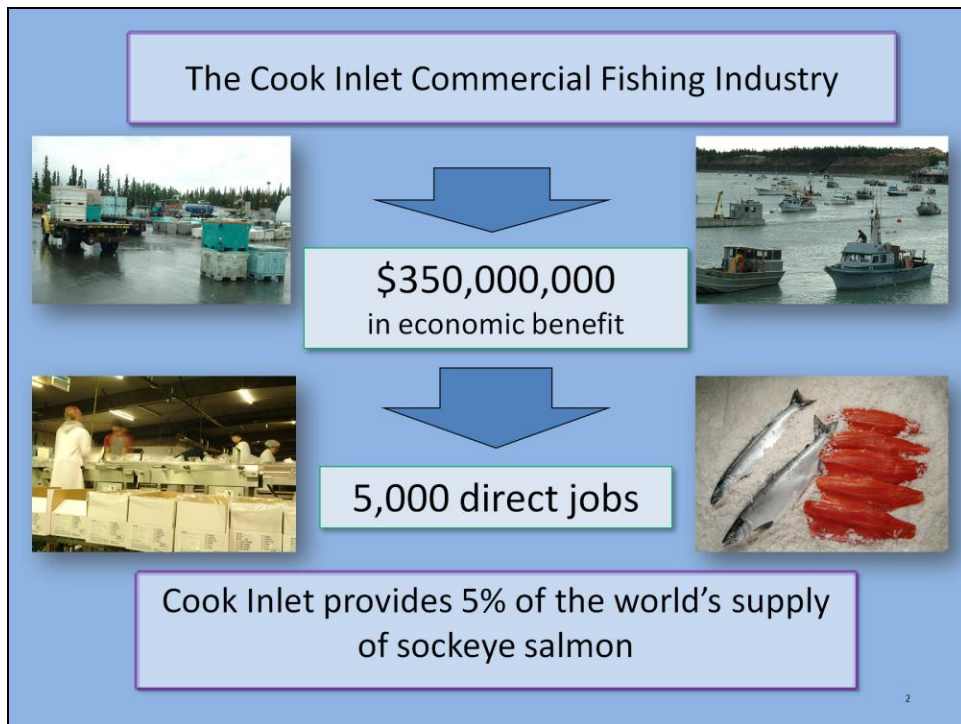 The Cook Inlet Commercial Fishing Industry
$350,000,000
in economic benefit
5,000 direct jobs
Cook Inlet provides 5% of the world’s supply
of sockeye salmon
2